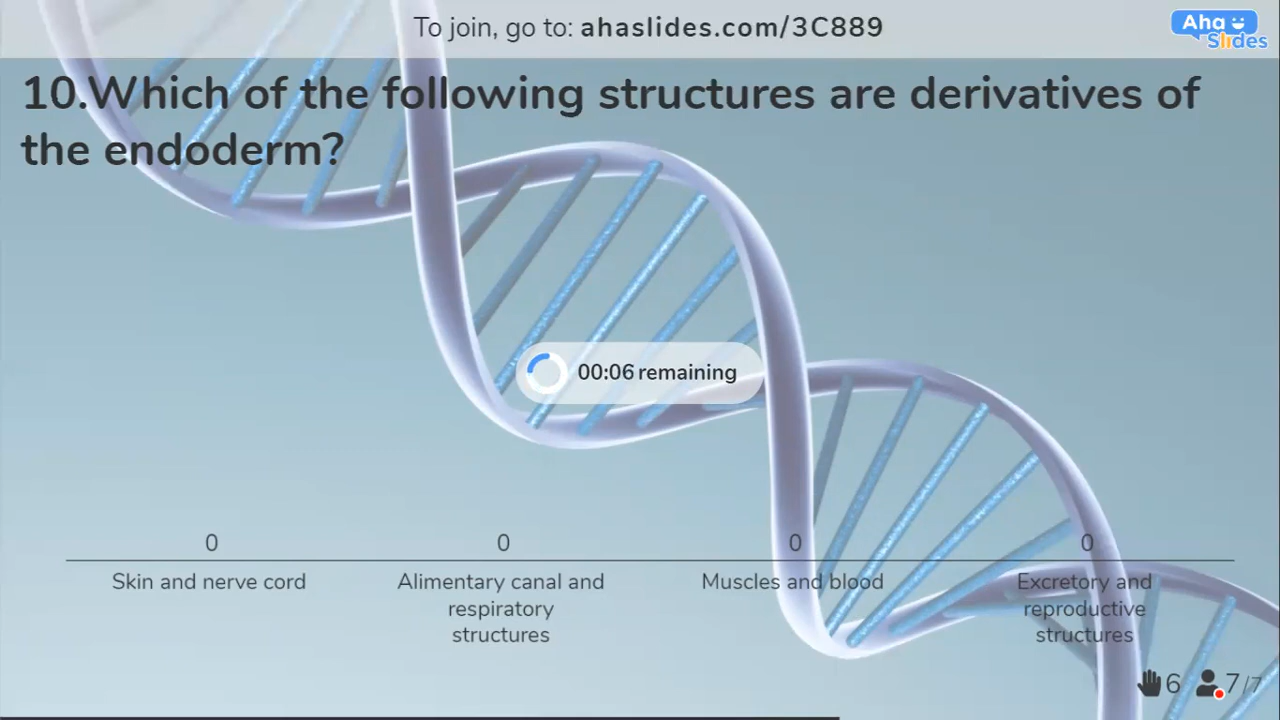 To join, go to: ahaslides.com/3C889
Aha
Slides
10.Which of the following structures are derivatives of
the endoderm?
00:06 remaining
0 0 0 0
Skin and nerve cord
Alimentary canal and
respiratory
structures
Muscles and blood
Excretory and
reproductive
structures
6 7/7